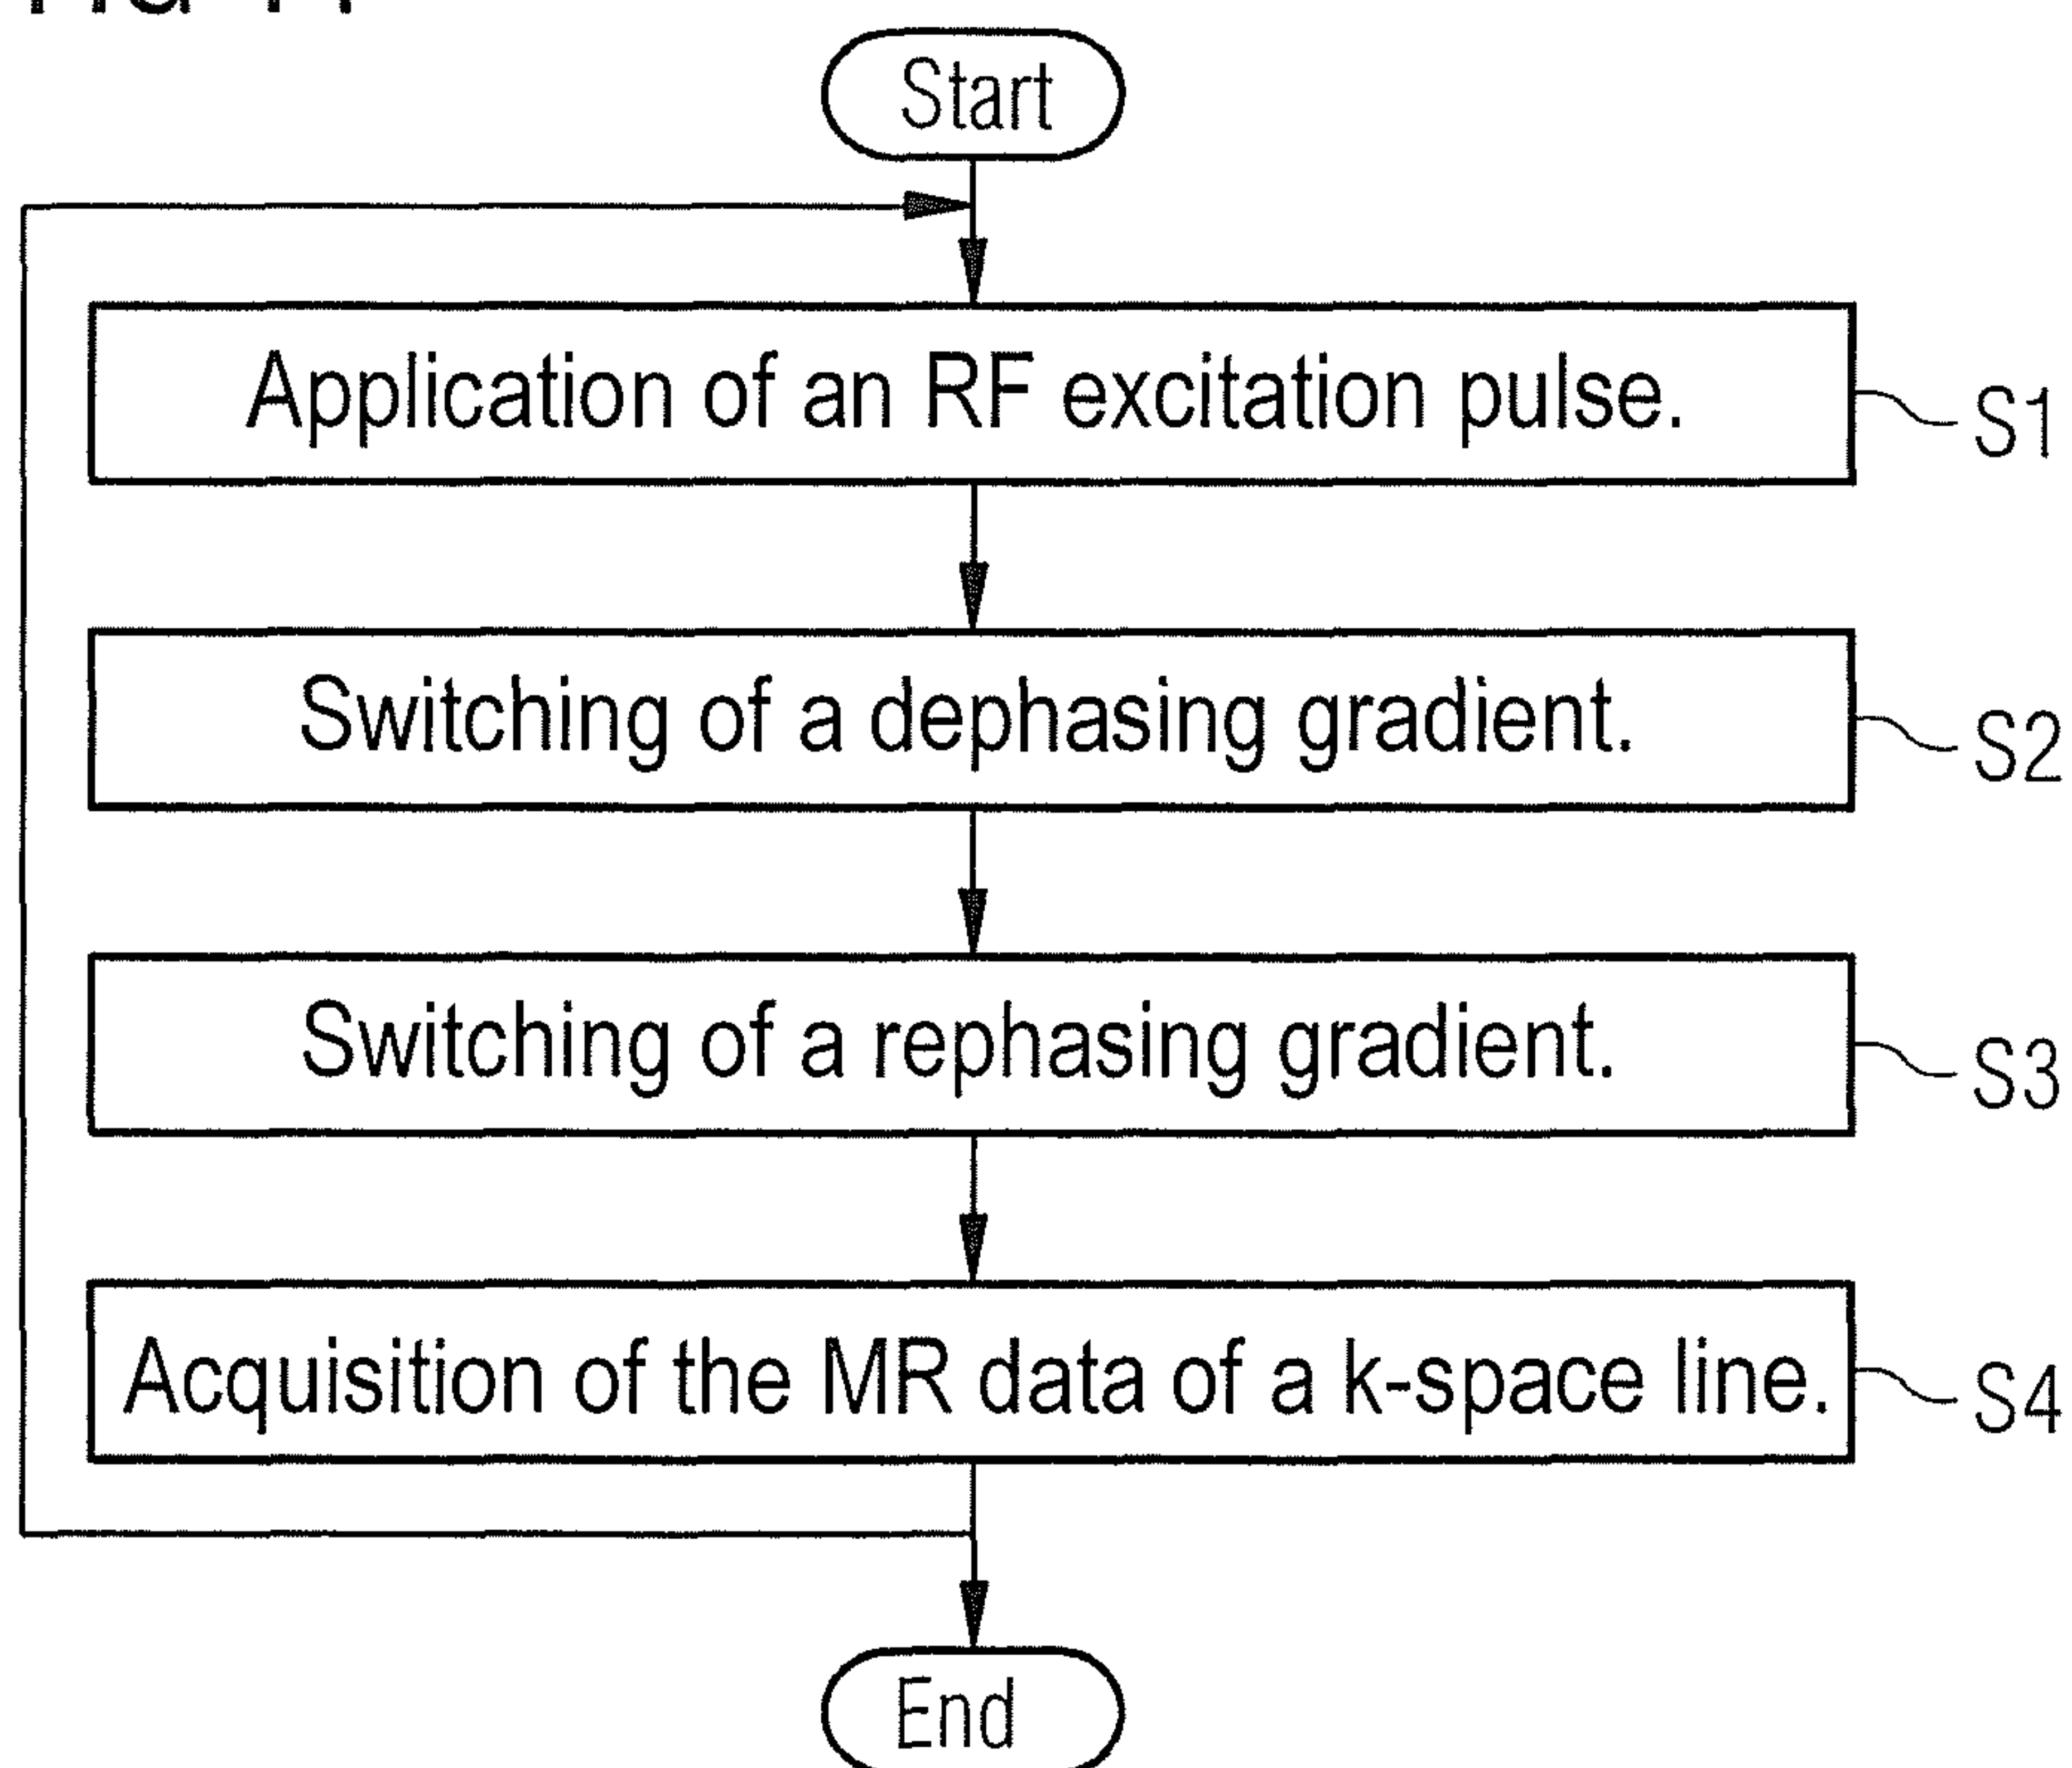 Start
Application of an RF excitation pulse.
S1
Switching of a dephasing gradient.
S2
Switching of a rephasing gradient.
S3
Acquisition of the MR data of a k-space line.
S4
End